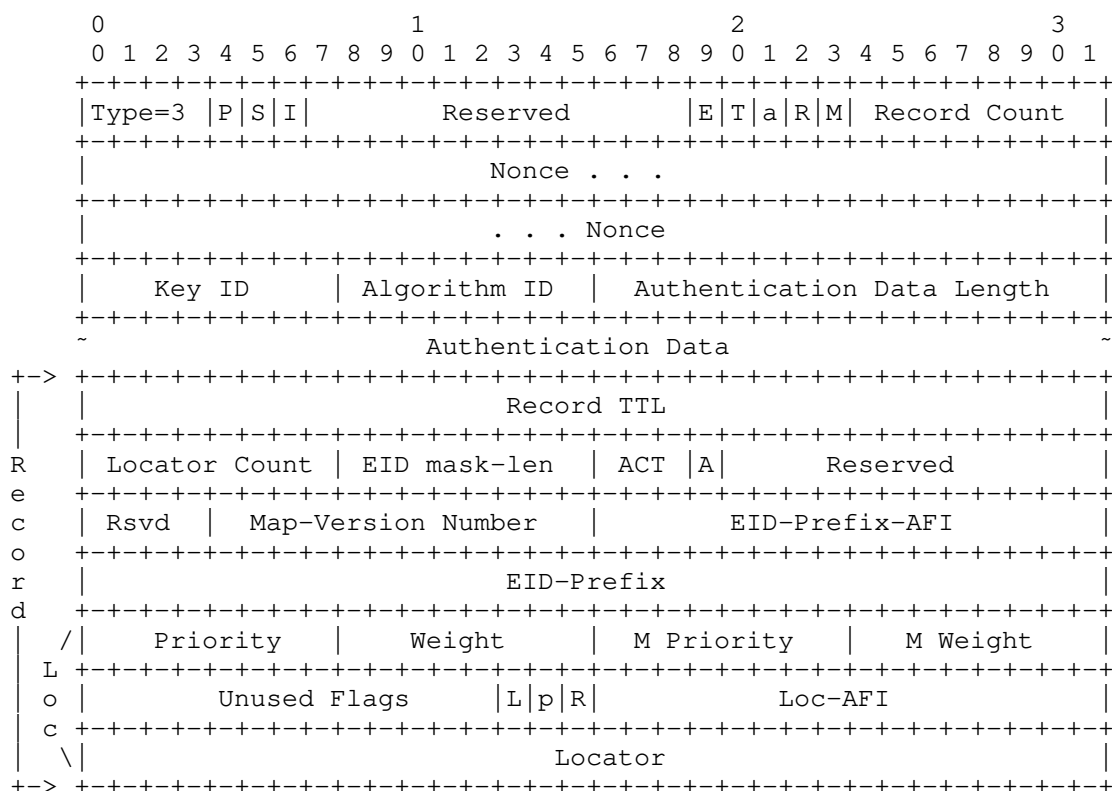 0                   1                   2                   3
        0 1 2 3 4 5 6 7 8 9 0 1 2 3 4 5 6 7 8 9 0 1 2 3 4 5 6 7 8 9 0 1
       +-+-+-+-+-+-+-+-+-+-+-+-+-+-+-+-+-+-+-+-+-+-+-+-+-+-+-+-+-+-+-+-+
       |Type=3 |P|S|I|        Reserved       |E|T|a|R|M| Record Count  |
       +-+-+-+-+-+-+-+-+-+-+-+-+-+-+-+-+-+-+-+-+-+-+-+-+-+-+-+-+-+-+-+-+
       |                         Nonce . . .                           |
       +-+-+-+-+-+-+-+-+-+-+-+-+-+-+-+-+-+-+-+-+-+-+-+-+-+-+-+-+-+-+-+-+
       |                         . . . Nonce                           |
       +-+-+-+-+-+-+-+-+-+-+-+-+-+-+-+-+-+-+-+-+-+-+-+-+-+-+-+-+-+-+-+-+
       |    Key ID     | Algorithm ID  |  Authentication Data Length   |
       +-+-+-+-+-+-+-+-+-+-+-+-+-+-+-+-+-+-+-+-+-+-+-+-+-+-+-+-+-+-+-+-+
       ~                     Authentication Data                       ~
   +-> +-+-+-+-+-+-+-+-+-+-+-+-+-+-+-+-+-+-+-+-+-+-+-+-+-+-+-+-+-+-+-+-+
   |   |                          Record TTL                           |
   |   +-+-+-+-+-+-+-+-+-+-+-+-+-+-+-+-+-+-+-+-+-+-+-+-+-+-+-+-+-+-+-+-+
   R   | Locator Count | EID mask-len  | ACT |A|       Reserved        |
   e   +-+-+-+-+-+-+-+-+-+-+-+-+-+-+-+-+-+-+-+-+-+-+-+-+-+-+-+-+-+-+-+-+
   c   | Rsvd  |  Map-Version Number   |        EID-Prefix-AFI         |
   o   +-+-+-+-+-+-+-+-+-+-+-+-+-+-+-+-+-+-+-+-+-+-+-+-+-+-+-+-+-+-+-+-+
   r   |                          EID-Prefix                           |
   d   +-+-+-+-+-+-+-+-+-+-+-+-+-+-+-+-+-+-+-+-+-+-+-+-+-+-+-+-+-+-+-+-+
   |  /|    Priority   |    Weight     |  M Priority   |   M Weight    |
   | L +-+-+-+-+-+-+-+-+-+-+-+-+-+-+-+-+-+-+-+-+-+-+-+-+-+-+-+-+-+-+-+-+
   | o |        Unused Flags     |L|p|R|           Loc-AFI             |
   | c +-+-+-+-+-+-+-+-+-+-+-+-+-+-+-+-+-+-+-+-+-+-+-+-+-+-+-+-+-+-+-+-+
   |  \|                             Locator                           |
   +-> +-+-+-+-+-+-+-+-+-+-+-+-+-+-+-+-+-+-+-+-+-+-+-+-+-+-+-+-+-+-+-+-+